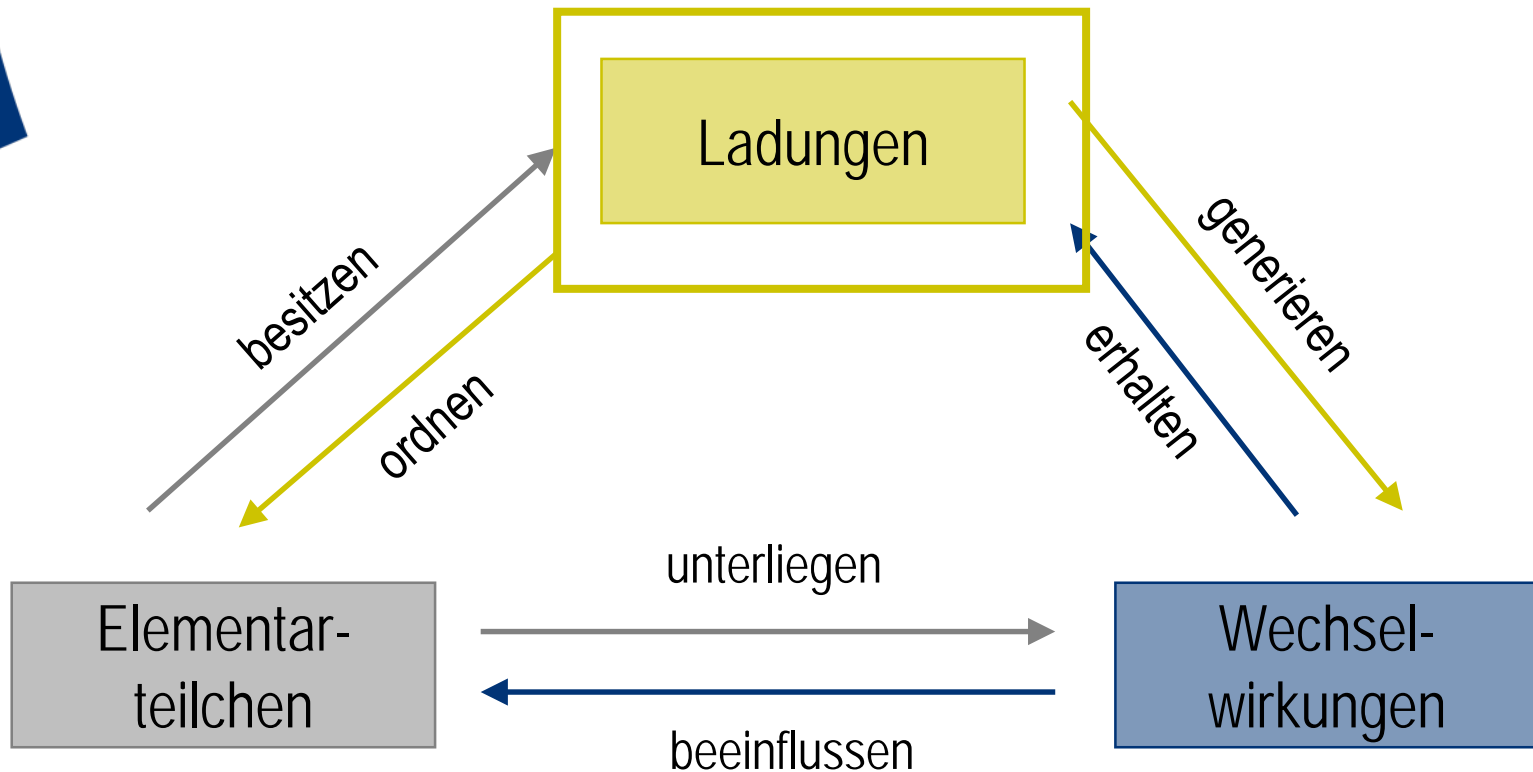 Ladungen
besitzen
ordnen
generieren
erhalten
unterliegen
Elementar-
teilchen
Wechsel-
wirkungen
beeinflussen